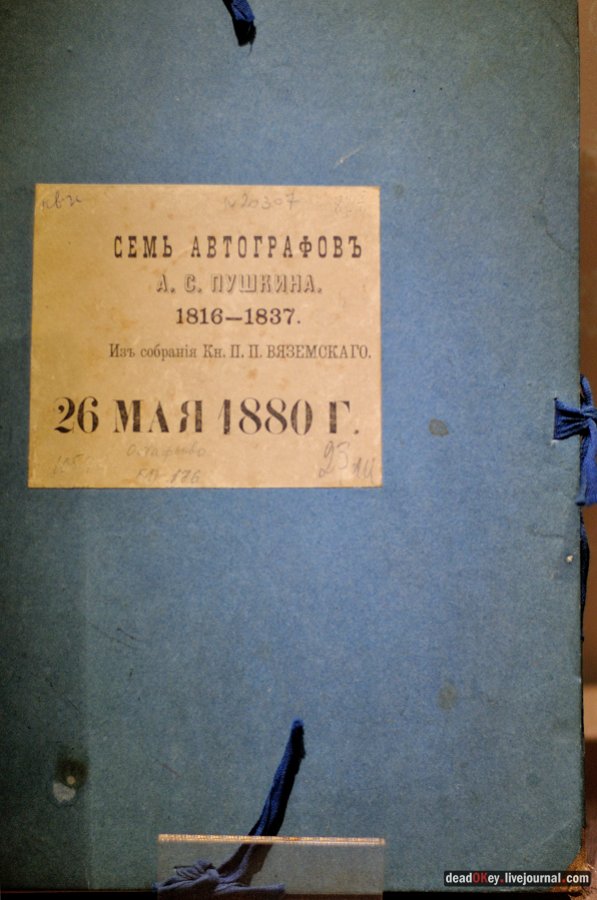 СЕМЬ АВТОГРАФОВЪ
А. С. ПУШКИНА.
1816—1837.
Изъ собранія Кн. П. П. ВЯЗЕМСКАГО.
26 МАЯ 1880 Г.
deadOKey.livejournal.com